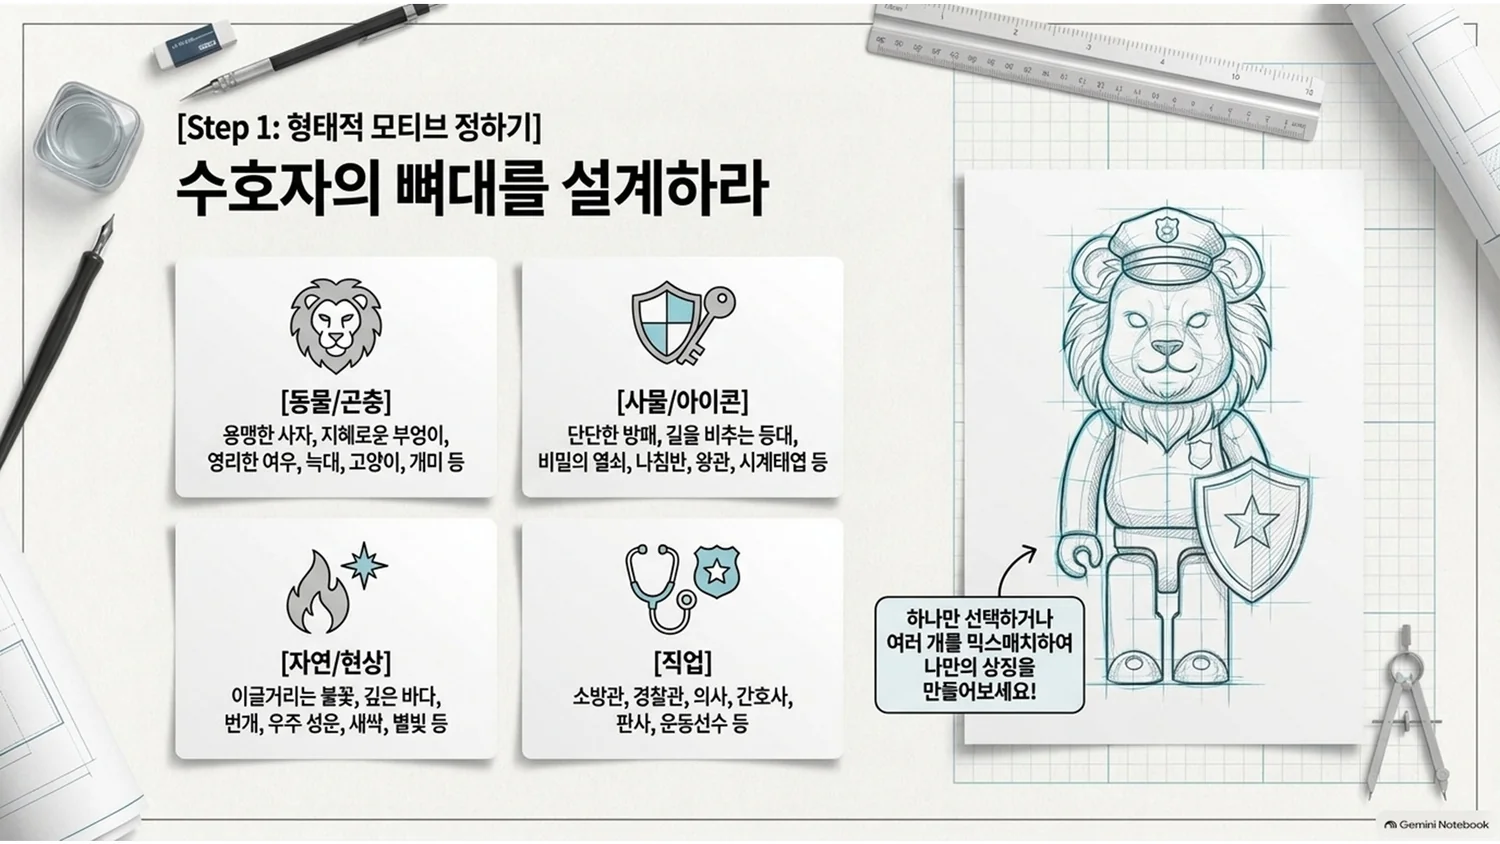 [Step 1: 형태적 모티브 정하기]
수호자의 뼈대를 설계하라
[동물/곤충]
용맹한 사자, 지혜로운 부엉이,
영리한 여우, 늑대, 고양이, 개미 등
[사물/아이콘]
단단한 방패, 길을 비추는 등대,
비밀의 열쇠, 나침반, 왕관, 시계태엽 등
[자연/현상]
이글거리는 불꽃, 깊은 바다,
번개, 우주 성운, 새싹, 별빛 등
[직업]
소방관, 경찰관, 의사, 간호사,
판사, 운동선수 등
하나만 선택하거나
여러 개를 믹스매치하여
나만의 상징을
만들어보세요!
Gemini Notebook